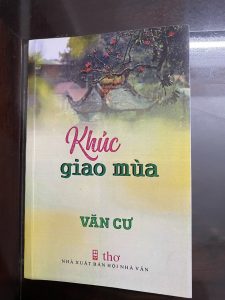 Khúc
giao mùa
VĂN CƯ
thơ
NHÀ XUẤT BẢN HỘI NHÀ VĂN